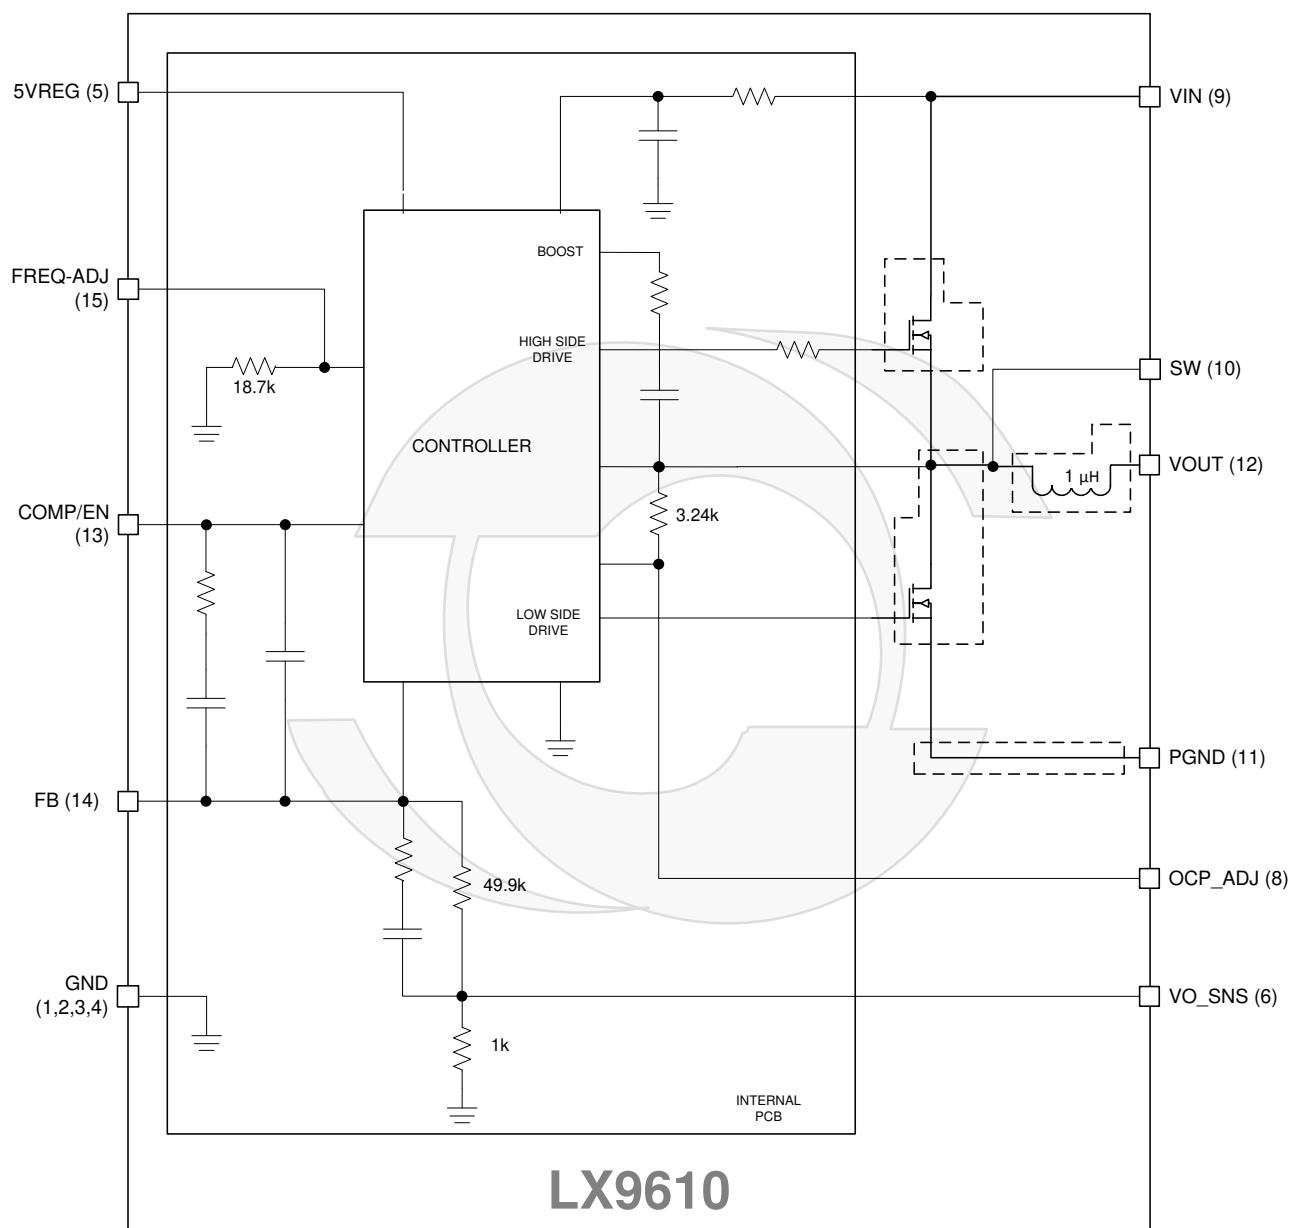 5VREG (5)
VIN (9)
BOOST
FREQ-ADJ
(15)
HIGH SIDE
DRIVE
SW (10)
18.7k
CONTROLLER
VOUT (12)
1 µH
COMP/EN
(13)
3.24k
LOW SIDE
DRIVE
PGND (11)
FB (14)
49.9k
OCP_ADJ (8)
GND
(1,2,3,4)
VO_SNS (6)
1k
INTERNAL
PCB
LX9610